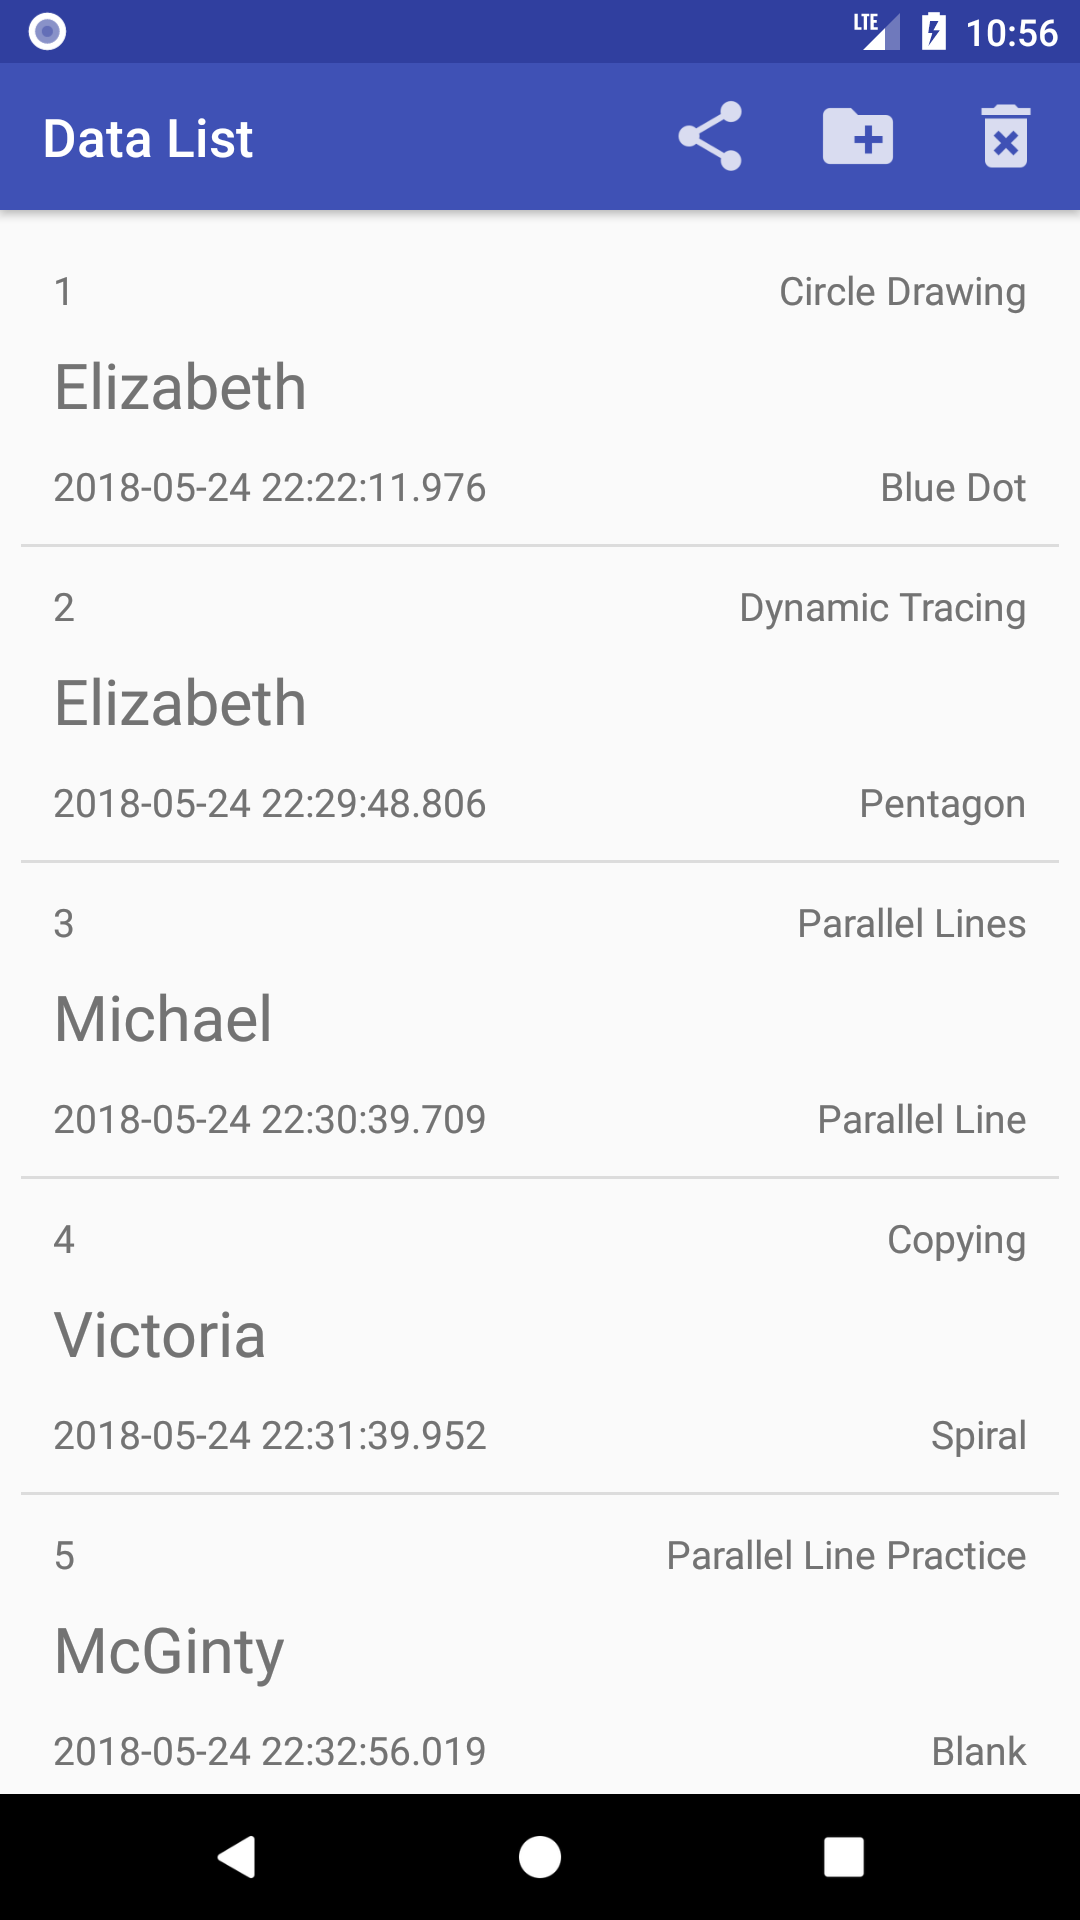 LTE 10:56
Data List
1 Circle Drawing
Elizabeth
2018-05-24 22:22:11.976 Blue Dot
2 Dynamic Tracing
Elizabeth
2018-05-24 22:29:48.806 Pentagon
3 Parallel Lines
Michael
2018-05-24 22:30:39.709 Parallel Line
4 Copying
Victoria
2018-05-24 22:31:39.952 Spiral
5 Parallel Line Practice
McGinty
2018-05-24 22:32:56.019 Blank